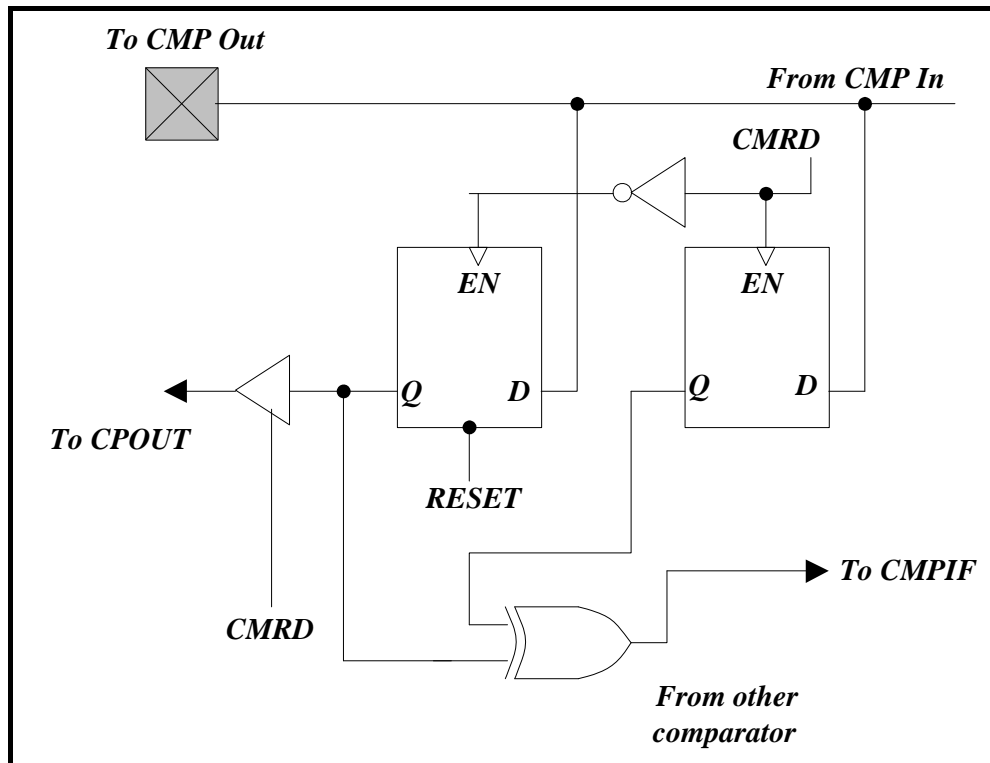 To CMP Out
From CMP In
CMRD
EN
EN
Q
D
Q
D
To CPOUT
RESET
To CMPIF
CMRD
From other
comparator